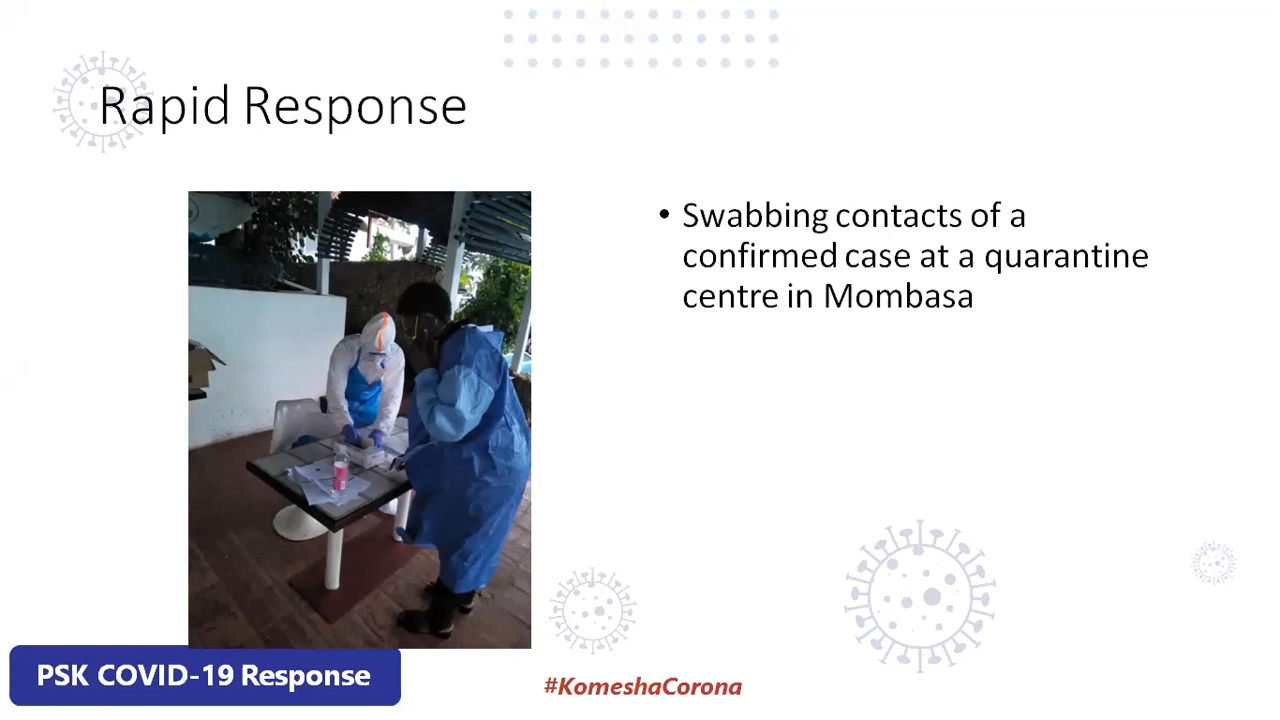 Rapid Response
• Swabbing contacts of a
confirmed case at a quarantine
centre in Mombasa
PSK COVID-19 Response
#KomeshaCorona